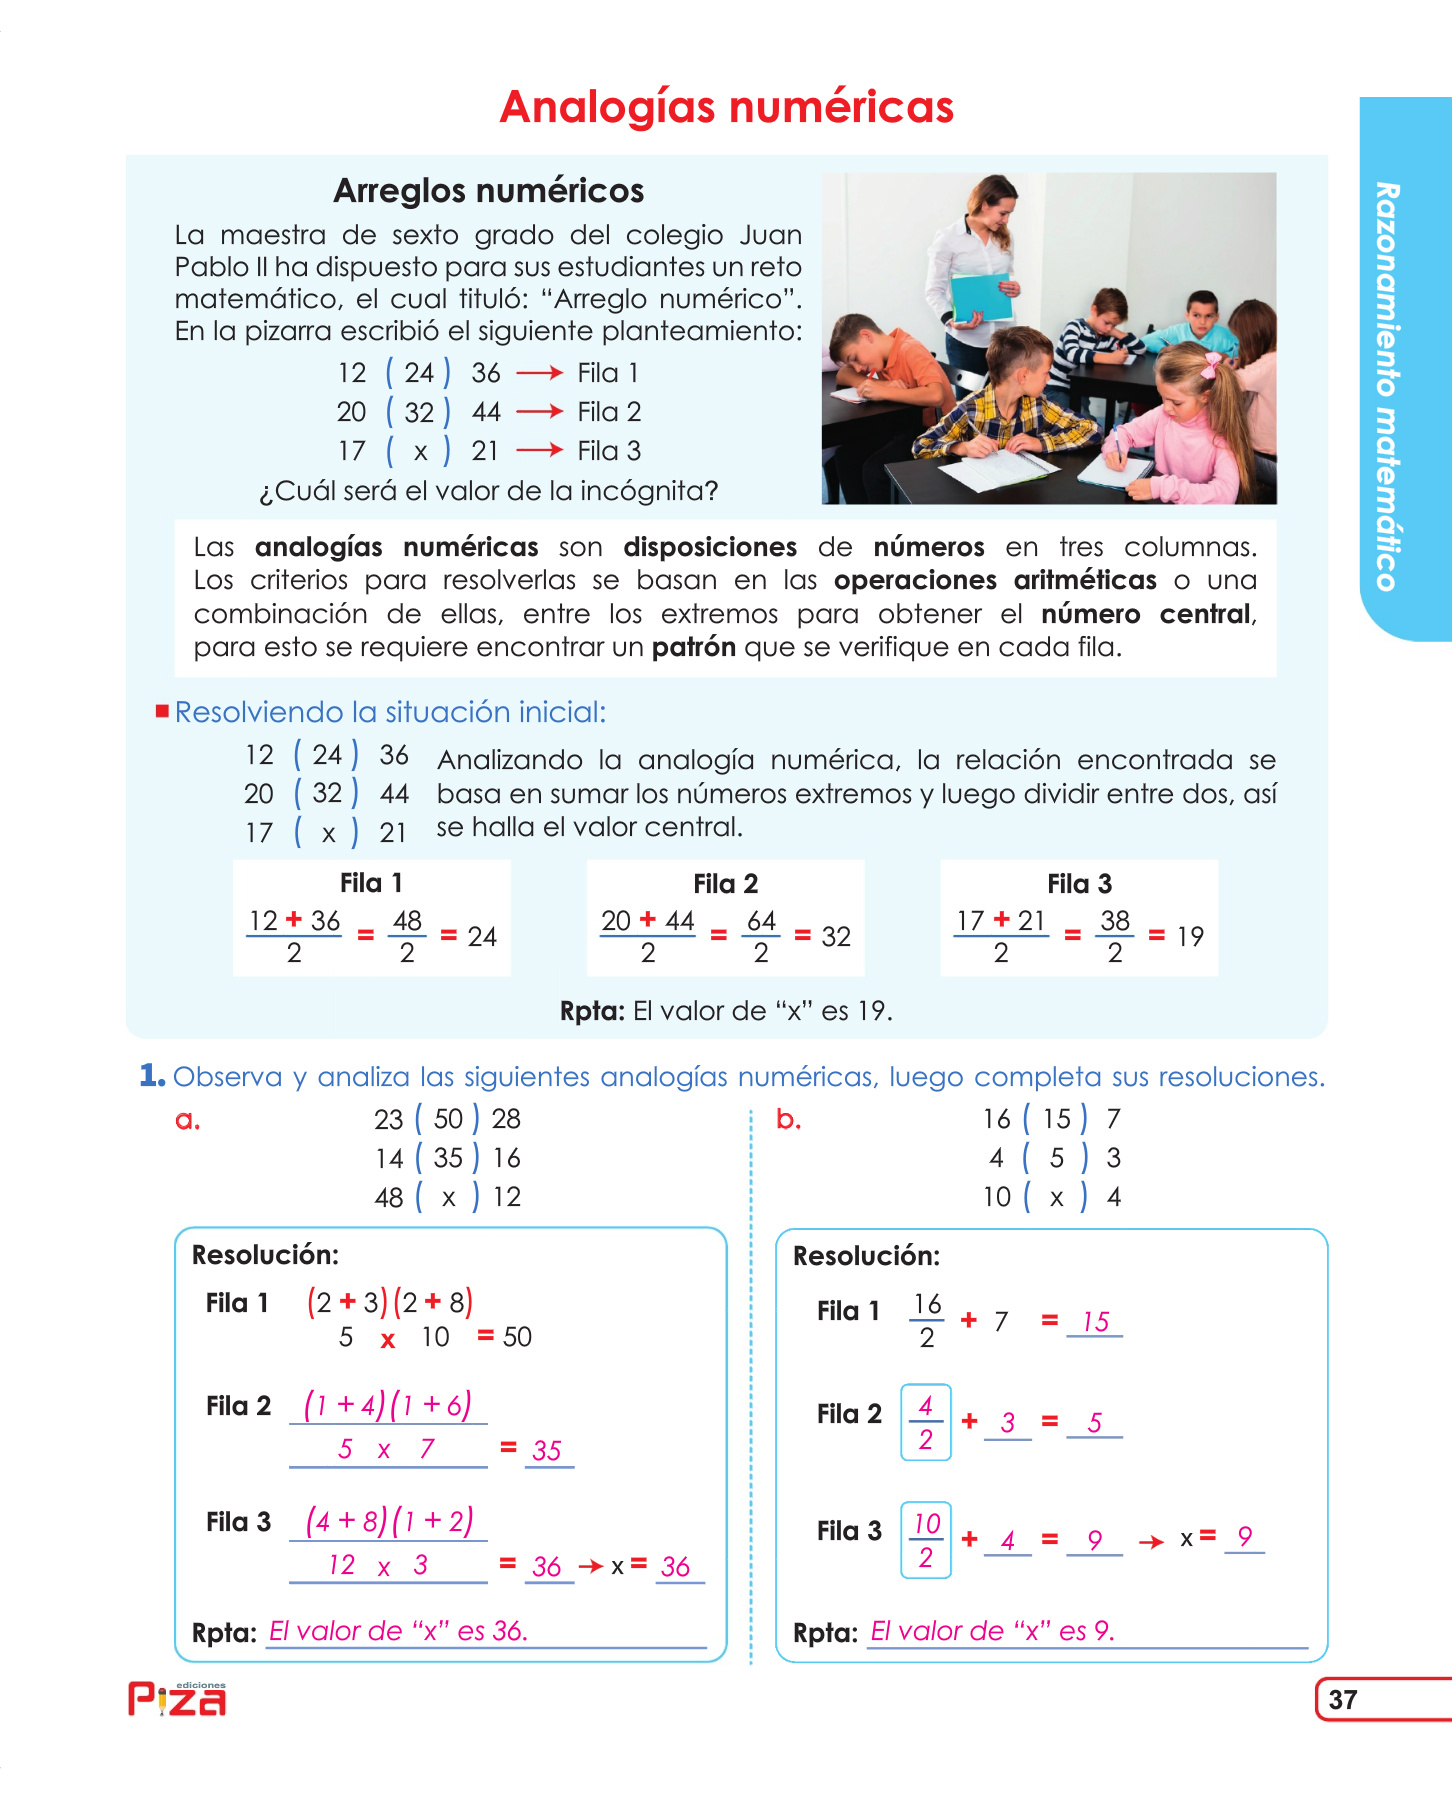 Analogías numéricas
Razonamiento matemático
Arreglos numéricos
La maestra de sexto grado del colegio Juan
Pablo II ha dispuesto para sus estudiantes un reto
matemático, el cual tituló: “Arreglo numérico”.
En la pizarra escribió el siguiente planteamiento:
12 ( 24 ) 36 → Fila 1
20 ( 32 ) 44 → Fila 2
17 ( x ) 21 → Fila 3
¿Cuál será el valor de la incógnita?
Las analogías numéricas son disposiciones de números en tres columnas.
Los criterios para resolverlas se basan en las operaciones aritméticas o una
combinación de ellas, entre los extremos para obtener el número central,
para esto se requiere encontrar un patrón que se verifique en cada fila.
Resolviendo la situación inicial:
12 ( 24 ) 36
20 ( 32 ) 44
17 ( x ) 21
Analizando la analogía numérica, la relación encontrada se
basa en sumar los números extremos y luego dividir entre dos, así
se halla el valor central.
Fila 1
12 + 36 / 2 = 48 / 2 = 24
Fila 2
20 + 44 / 2 = 64 / 2 = 32
Fila 3
17 + 21 / 2 = 38 / 2 = 19
Rpta: El valor de “x” es 19.
1. Observa y analiza las siguientes analogías numéricas, luego completa sus resoluciones.
a.
23 ( 50 ) 28
14 ( 35 ) 16
48 ( x ) 12
Resolución:
Fila 1 (2 + 3)(2 + 8)
5 x 10 = 50
Fila 2 (1 + 4)(1 + 6)
5 x 7 = 35
Fila 3 (4 + 8)(1 + 2)
12 x 3 = 36 → x = 36
Rpta: El valor de “x” es 36.
b.
16 ( 15 ) 7
4 ( 5 ) 3
10 ( x ) 4
Resolución:
Fila 1 16 / 2 + 7 = 15
Fila 2 4 / 2 + 3 = 5
Fila 3 10 / 2 + 4 = 9 → x = 9
Rpta: El valor de “x” es 9.
ediciones
Piza
37